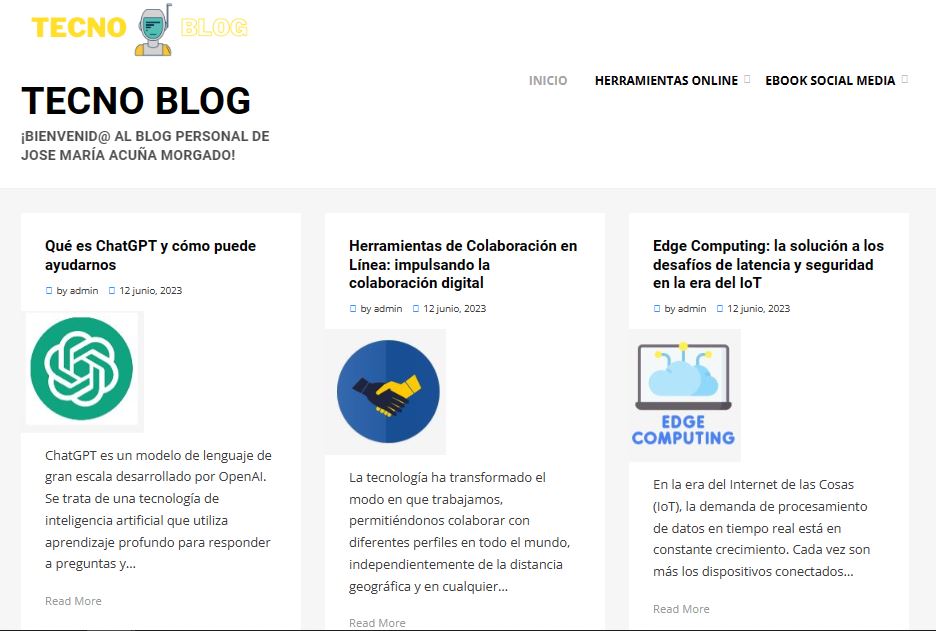 TECNO BLOG
INICIO
HERRAMIENTAS ONLINE
EBOOK SOCIAL MEDIA
TECNO BLOG
¡BIENVENID@ AL BLOG PERSONAL DE
JOSE MARÍA ACUÑA MORGADO!
Qué es ChatGPT y cómo puede
ayudarnos
by admin 12 junio, 2023
ChatGPT es un modelo de lenguaje de
gran escala desarrollado por OpenAI.
Se trata de una tecnología de
inteligencia artificial que utiliza
aprendizaje profundo para responder
a preguntas y...
Read More
Herramientas de Colaboración en
Línea: impulsando la
colaboración digital
by admin 12 junio, 2023
La tecnología ha transformado el
modo en que trabajamos,
permitiéndonos colaborar con
diferentes perfiles en todo el mundo,
independientemente de la distancia
geográfica y en cualquier...
Read More
Edge Computing: la solución a los
desafíos de latencia y seguridad
en la era del IoT
by admin 12 junio, 2023
EDGE
COMPUTING
En la era del Internet de las Cosas
(IoT), la demanda de procesamiento
de datos en tiempo real está en
constante crecimiento. Cada vez son
más los dispositivos conectados...
Read More